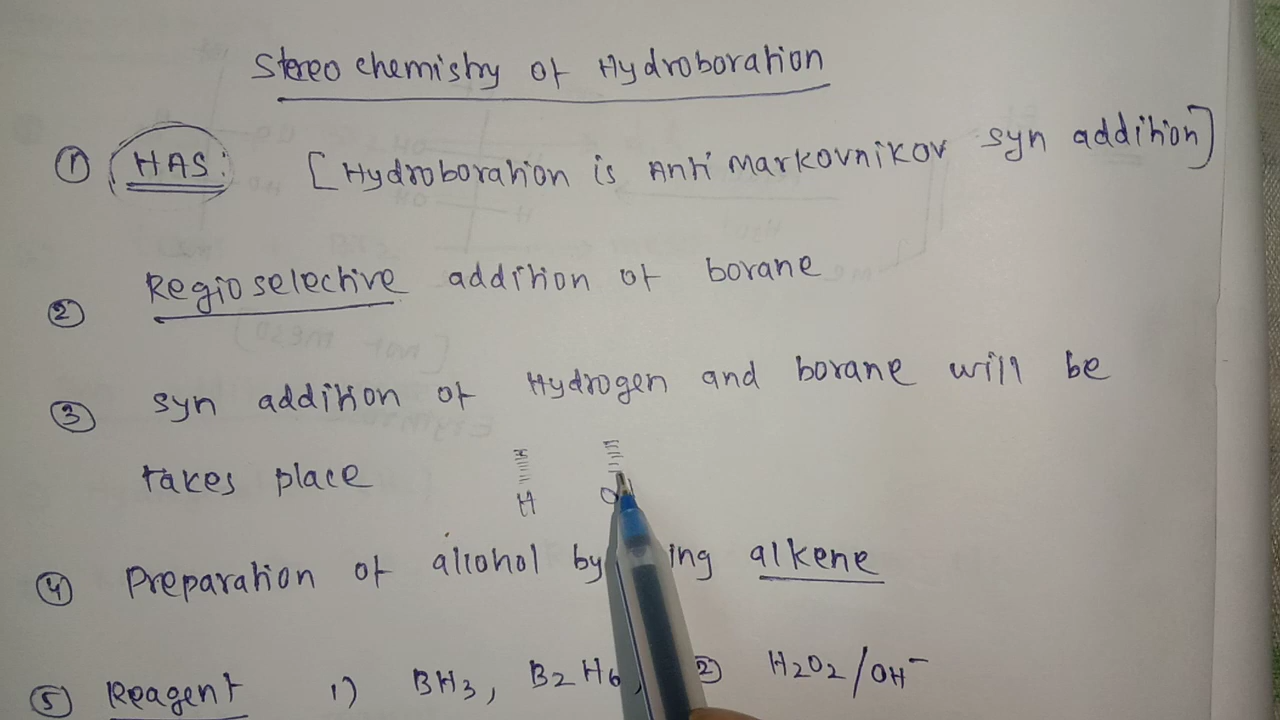 Stereo chemistry of Hydroboration
① HAS: [Hydroboration is Anti Markovnikov syn addition]
② Regioselective addition of borane
③ syn addition of Hydrogen and borane will be
takes place
H
④ Preparation of alcohol by alkene
⑤ Reagent 1) BH3, B2H6, ② H2O2/OH⁻